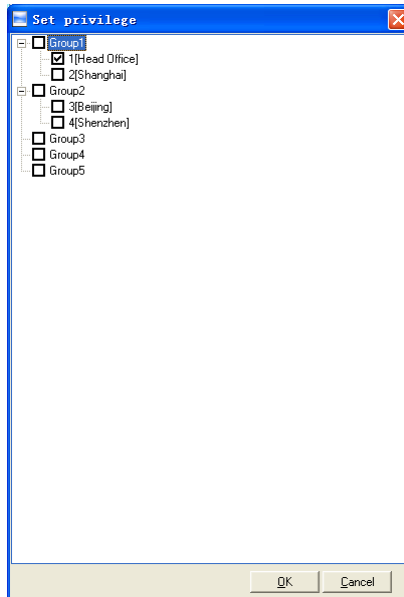 Set privilege
Group1
1[Head Office]
2[Shanghai]
Group2
3[Beijing]
4[Shenzhen]
Group3
Group4
Group5
OK Cancel